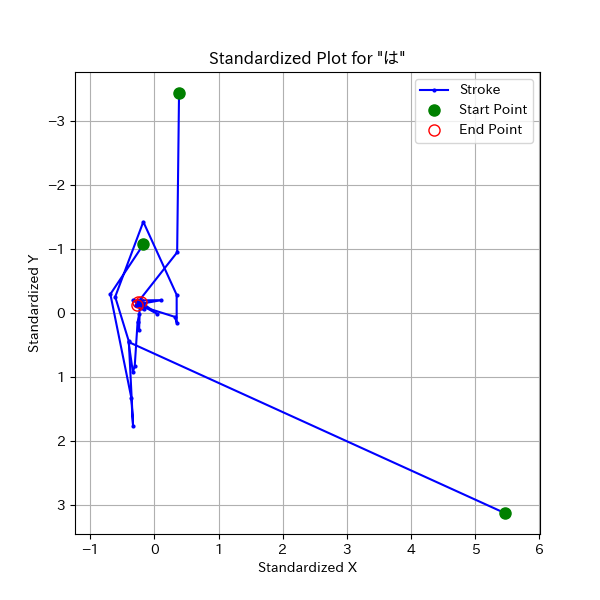 Standardized Plot for "は"
Stroke
Start Point
End Point
Standardized Y
−3
−2
−1
0
1
2
3
−1 0 1 2 3 4 5 6
Standardized X